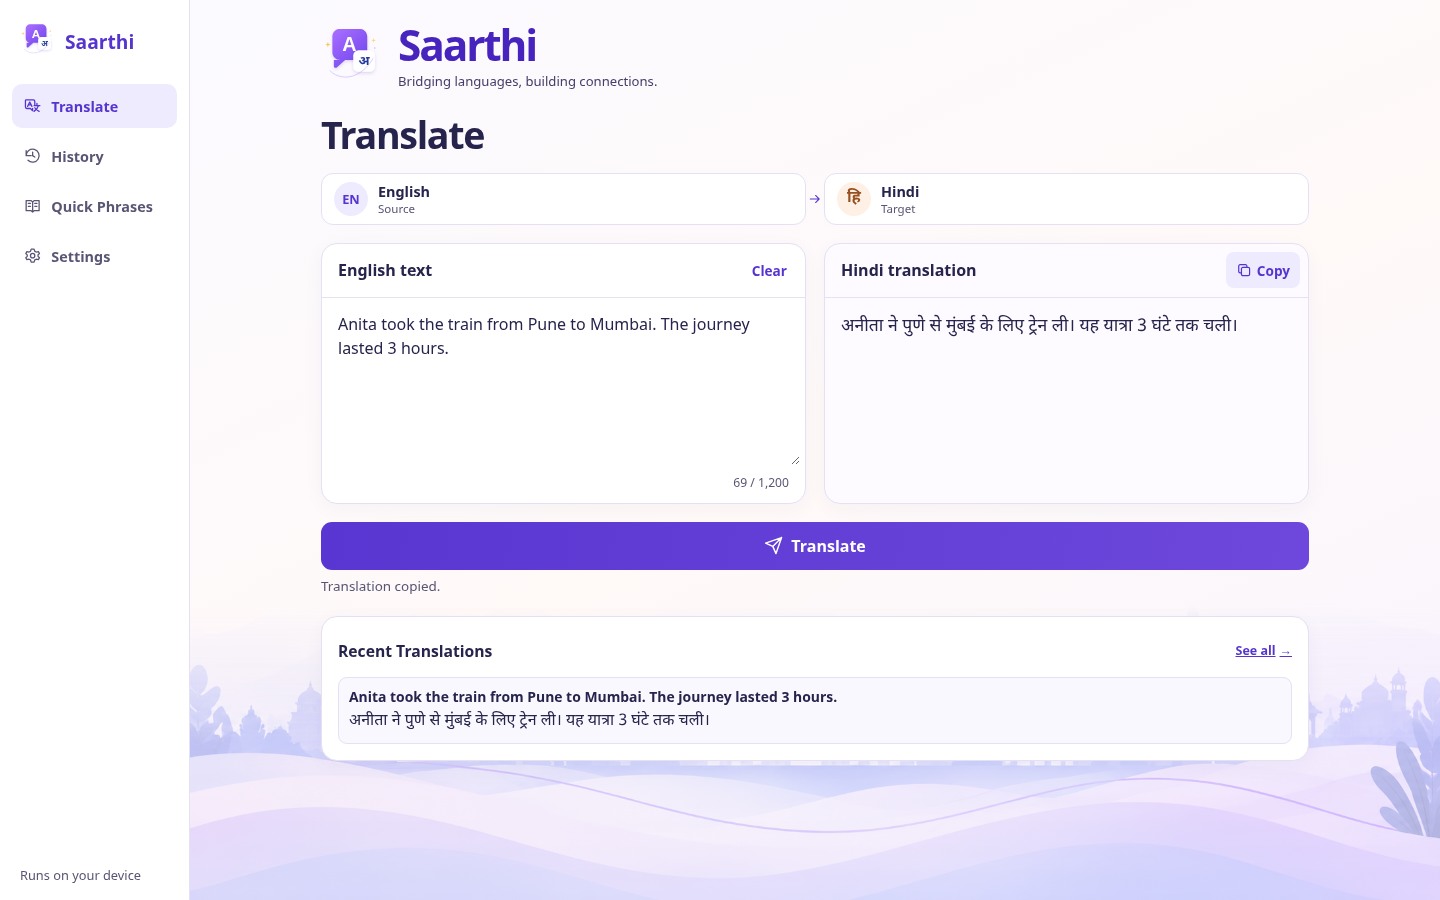 Saarthi
Translate
History
Quick Phrases
Settings
Runs on your device
A
अ
Saarthi
Bridging languages, building connections.
Translate
EN
English
Source
→
हि
Hindi
Target
English text
Clear
Anita took the train from Pune to Mumbai. The journey
lasted 3 hours.
69 / 1,200
Hindi translation
Copy
अनीता ने पुणे से मुंबई के लिए ट्रेन ली। यह यात्रा 3 घंटे तक चली।
Translate
Translation copied.
Recent Translations
See all →
Anita took the train from Pune to Mumbai. The journey lasted 3 hours.
अनीता ने पुणे से मुंबई के लिए ट्रेन ली। यह यात्रा 3 घंटे तक चली।